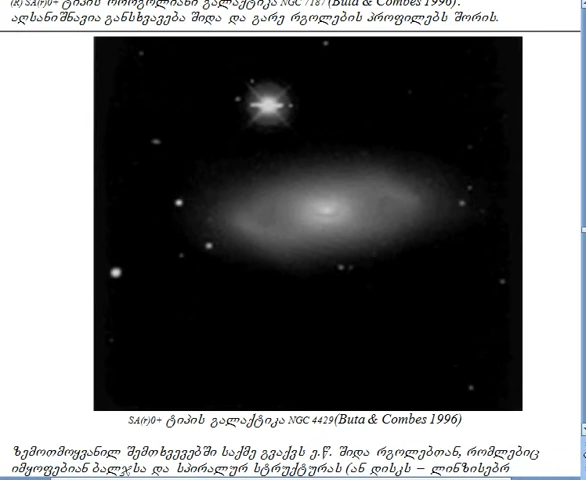 (R) SA(r)0+ ტიპის ორრგოლიანი გალაქტიკა NGC 7187 (Buta & Combes 1996).
აღსანიშნავია განსხვავება შიდა და გარე რგოლების პროფილებს შორის.
SA(r)0+ ტიპის გალაქტიკა NGC 4429(Buta & Combes 1996)
ზემოთმოყვანილ შემთხვევებში საქმე გვაქვს ე.წ. შიდა რგოლებთან, რომლებიც
იმყოფებიან ბალჯსა და სპირალურ სტრუქტურას (ან დისკს – ლინზისებრ